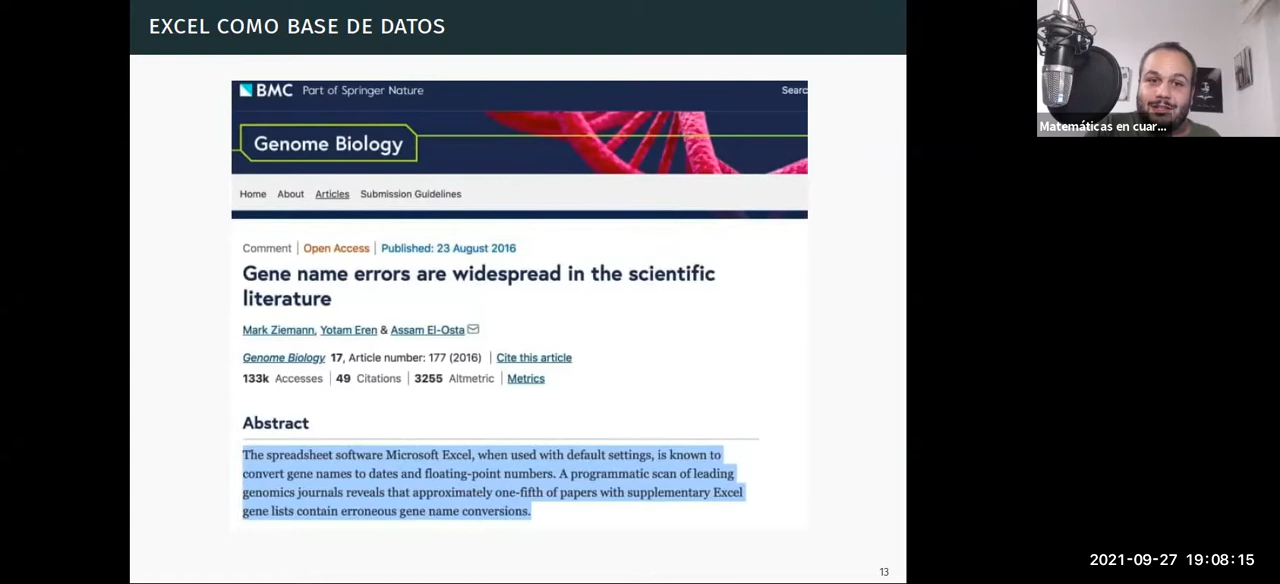 EXCEL COMO BASE DE DATOS
BMC Part of Springer Nature
Searc
Genome Biology
Home About Articles Submission Guidelines
Comment | Open Access | Published: 23 August 2016
Gene name errors are widespread in the scientific
literature
Mark Ziemann, Yotam Eren & Assam El-Osta
Genome Biology 17, Article number: 177 (2016) | Cite this article
133k Accesses | 49 Citations | 3255 Altmetric | Metrics
Abstract
The spreadsheet software Microsoft Excel, when used with default settings, is known to
convert gene names to dates and floating-point numbers. A programmatic scan of leading
genomics journals reveals that approximately one-fifth of papers with supplementary Excel
gene lists contain erroneous gene name conversions.
13
Matemáticas en cuar...
2021-09-27 19:08:15